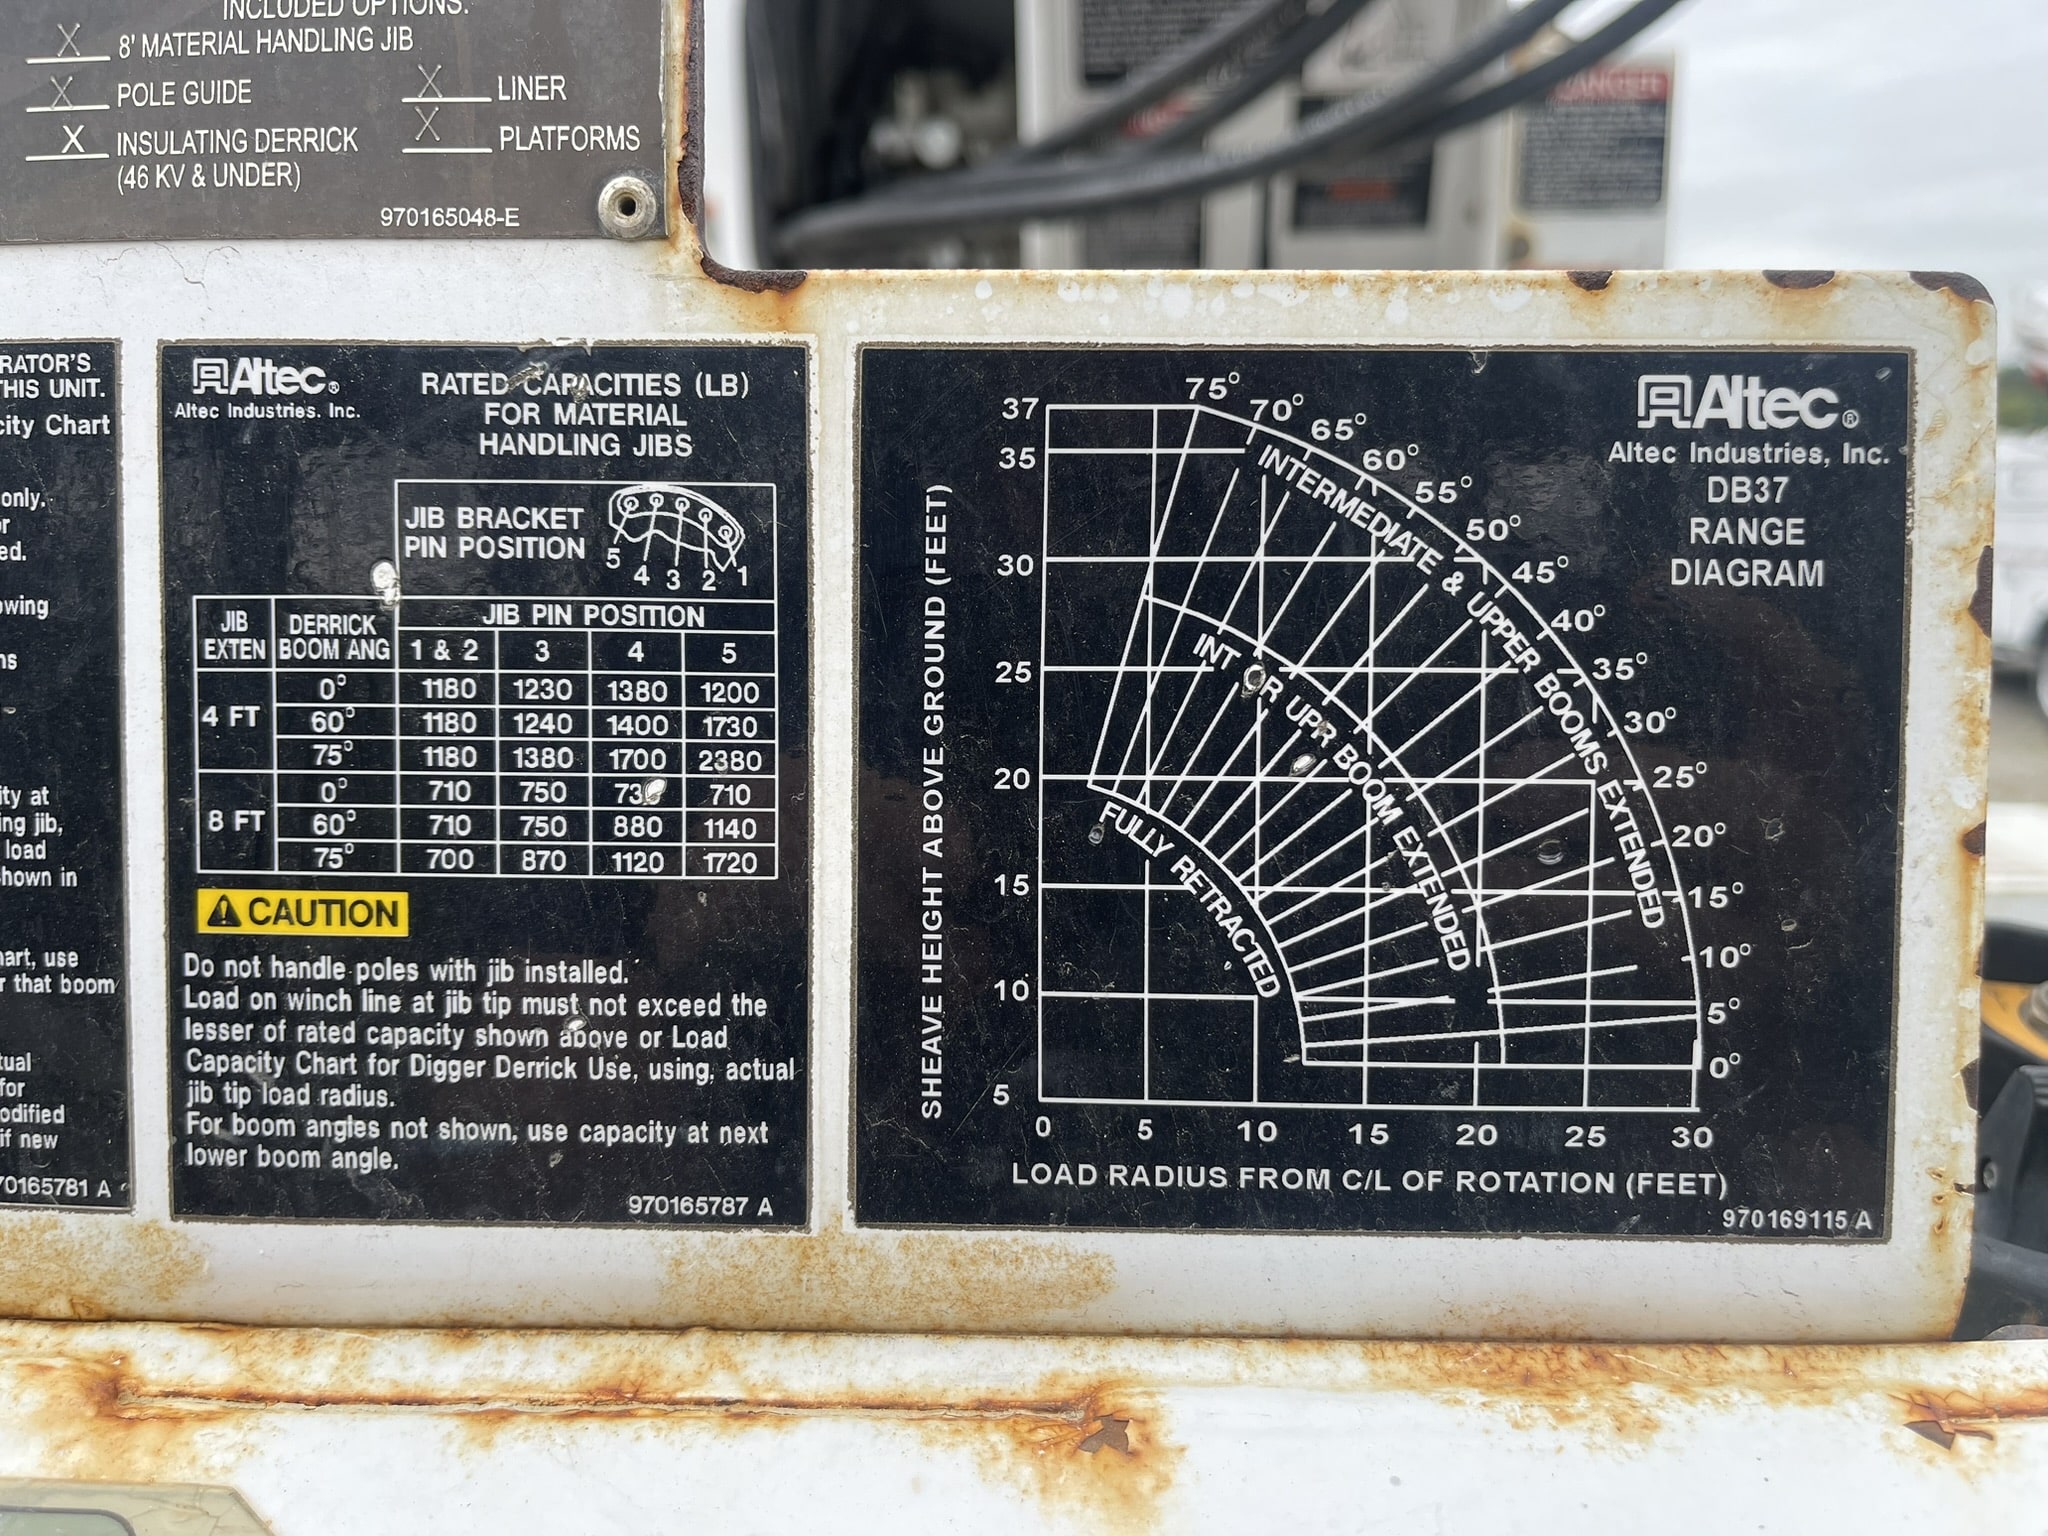 INCLUDED OPTIONS:
X 8' MATERIAL HANDLING JIB
X POLE GUIDE X LINER
X INSULATING DERRICK X PLATFORMS
(46 KV & UNDER)
970165048-E
RATOR'S
THIS UNIT.
city Chart
only.
or
ed.
owing
ns
ity at
ing jib,
load
hown in
art, use
r that boom
tual
for
odified
if new
70165781 A
Altec®
Altec Industries. Inc.
RATED CAPACITIES (LB)
FOR MATERIAL
HANDLING JIBS
JIB BRACKET
PIN POSITION
5 4 3 2 1
JIB EXTEN DERRICK BOOM ANG JIB PIN POSITION
1 & 2 3 4 5
4 FT 0° 1180 1230 1380 1200
60° 1180 1240 1400 1730
75° 1180 1380 1700 2380
8 FT 0° 710 750 73 710
60° 710 750 880 1140
75° 700 870 1120 1720
CAUTION
Do not handle poles with jib installed.
Load on winch line at jib tip must not exceed the
lesser of rated capacity shown above or Load
Capacity Chart for Digger Derrick Use, using, actual
jib tip load radius.
For boom angles not shown, use capacity at next
lower boom angle.
970165787 A
Altec®
Altec Industries, Inc.
DB37
RANGE
DIAGRAM
SHEAVE HEIGHT ABOVE GROUND (FEET)
37
35
30
25
20
15
10
5
75°
70°
65°
60°
55°
50°
45°
40°
35°
30°
25°
20°
15°
10°
5°
0°
INTERMEDIATE & UPPER BOOMS EXTENDED
INT OR UPR BOOM EXTENDED
FULLY RETRACTED
0 5 10 15 20 25 30
LOAD RADIUS FROM C/L OF ROTATION (FEET)
970169115 A
DANGER